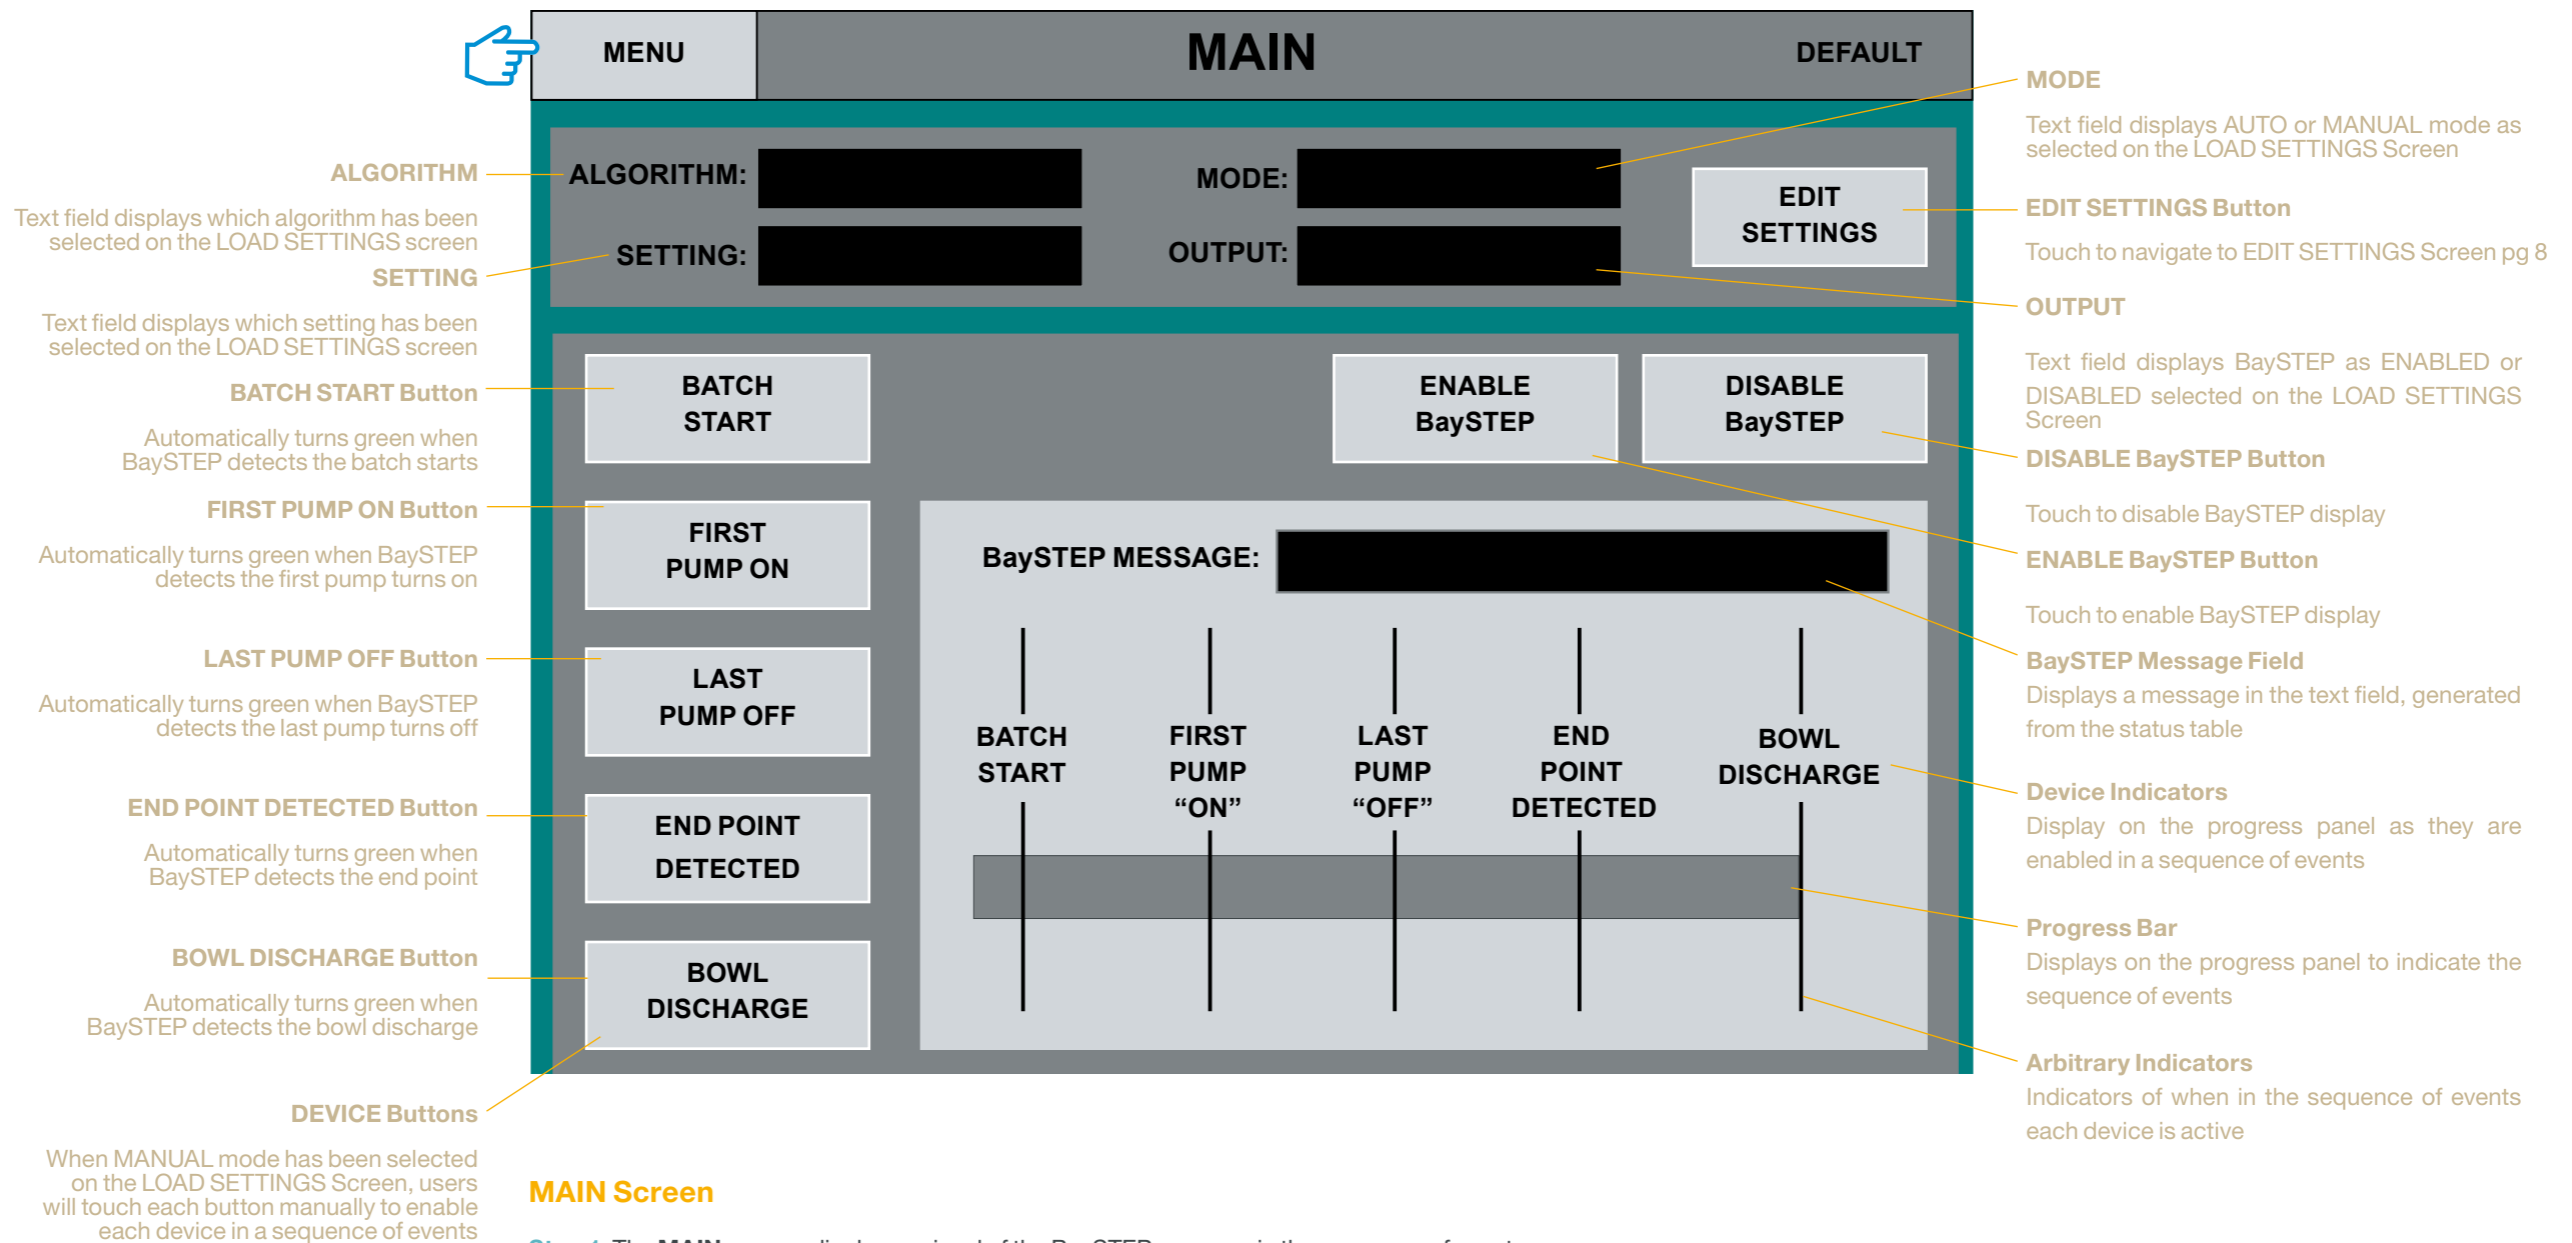 MENU
MAIN
DEFAULT
ALGORITHM
Text field displays which algorithm has been
selected on the LOAD SETTINGS screen
SETTING
Text field displays which setting has been
selected on the LOAD SETTINGS screen
BATCH START Button
Automatically turns green when
BaySTEP detects the batch starts
FIRST PUMP ON Button
Automatically turns green when BaySTEP
detects the first pump turns on
LAST PUMP OFF Button
Automatically turns green when BaySTEP
detects the last pump turns off
END POINT DETECTED Button
Automatically turns green when
BaySTEP detects the end point
BOWL DISCHARGE Button
Automatically turns green when
BaySTEP detects the bowl discharge
DEVICE Buttons
When MANUAL mode has been selected
on the LOAD SETTINGS Screen, users
will touch each button manually to enable
each device in a sequence of events
ALGORITHM:
MODE:
SETTING:
OUTPUT:
EDIT
SETTINGS
BATCH
START
ENABLE
BaySTEP
DISABLE
BaySTEP
FIRST
PUMP ON
LAST
PUMP OFF
END POINT
DETECTED
BOWL
DISCHARGE
BaySTEP MESSAGE:
BATCH
START
FIRST
PUMP
“ON”
LAST
PUMP
“OFF”
END
POINT
DETECTED
BOWL
DISCHARGE
MODE
Text field displays AUTO or MANUAL mode as
selected on the LOAD SETTINGS Screen
EDIT SETTINGS Button
Touch to navigate to EDIT SETTINGS Screen pg 8
OUTPUT
Text field displays BaySTEP as ENABLED or
DISABLED selected on the LOAD SETTINGS
Screen
DISABLE BaySTEP Button
Touch to disable BaySTEP display
ENABLE BaySTEP Button
Touch to enable BaySTEP display
BaySTEP Message Field
Displays a message in the text field, generated
from the status table
Device Indicators
Display on the progress panel as they are
enabled in a sequence of events
Progress Bar
Displays on the progress panel to indicate the
sequence of events
Arbitrary Indicators
Indicators of when in the sequence of events
each device is active
MAIN Screen